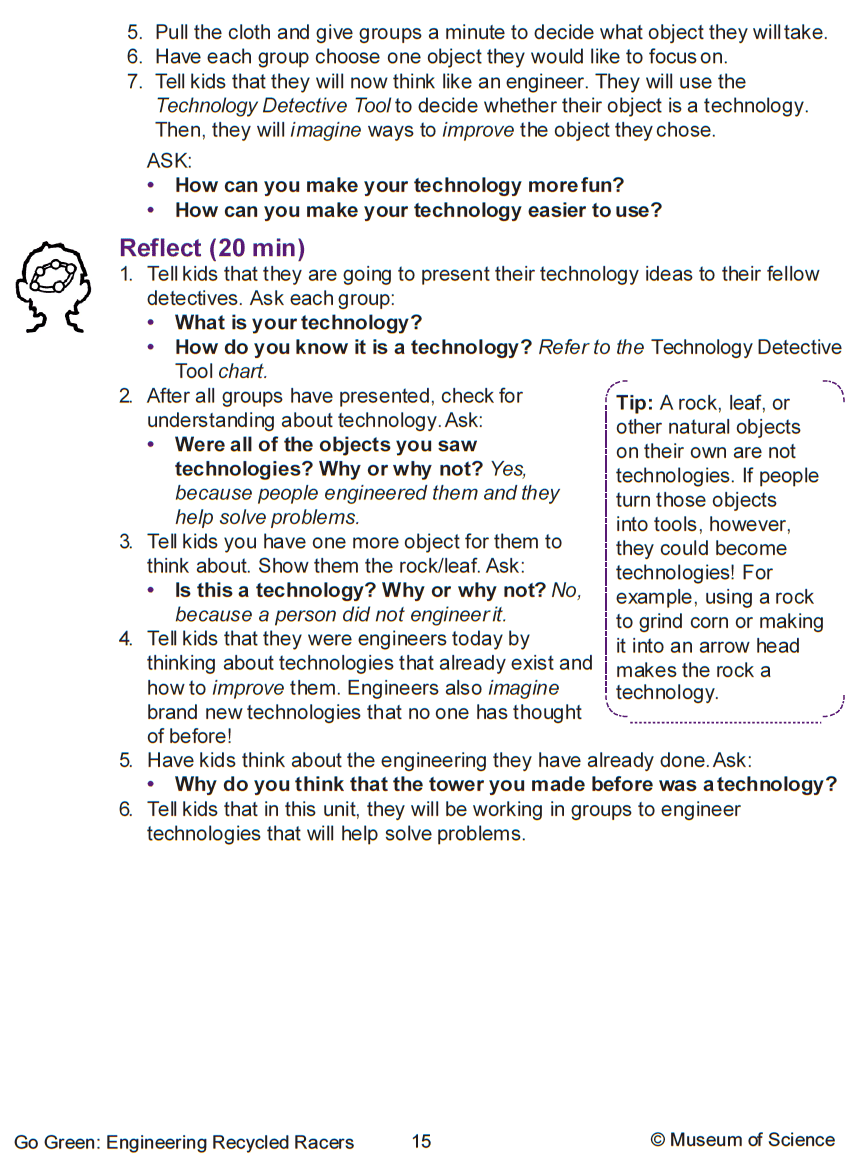 5. Pull the cloth and give groups a minute to decide what object they will take.
6. Have each group choose one object they would like to focus on.
7. Tell kids that they will now think like an engineer. They will use the
Technology Detective Tool to decide whether their object is a technology.
Then, they will imagine ways to improve the object they chose.
ASK:
• How can you make your technology more fun?
• How can you make your technology easier to use?
Reflect (20 min)
1. Tell kids that they are going to present their technology ideas to their fellow
detectives. Ask each group:
• What is your technology?
• How do you know it is a technology? Refer to the Technology Detective
Tool chart.
2. After all groups have presented, check for
understanding about technology. Ask:
• Were all of the objects you saw
technologies? Why or why not? Yes,
because people engineered them and they
help solve problems.
3. Tell kids you have one more object for them to
think about. Show them the rock/leaf. Ask:
• Is this a technology? Why or why not? No,
because a person did not engineer it.
4. Tell kids that they were engineers today by
thinking about technologies that already exist and
how to improve them. Engineers also imagine
brand new technologies that no one has thought
of before!
Tip: A rock, leaf, or
other natural objects
on their own are not
technologies. If people
turn those objects
into tools, however,
they could become
technologies! For
example, using a rock
to grind corn or making
it into an arrow head
makes the rock a
technology.
5. Have kids think about the engineering they have already done. Ask:
• Why do you think that the tower you made before was a technology?
6. Tell kids that in this unit, they will be working in groups to engineer
technologies that will help solve problems.
Go Green: Engineering Recycled Racers 15 © Museum of Science